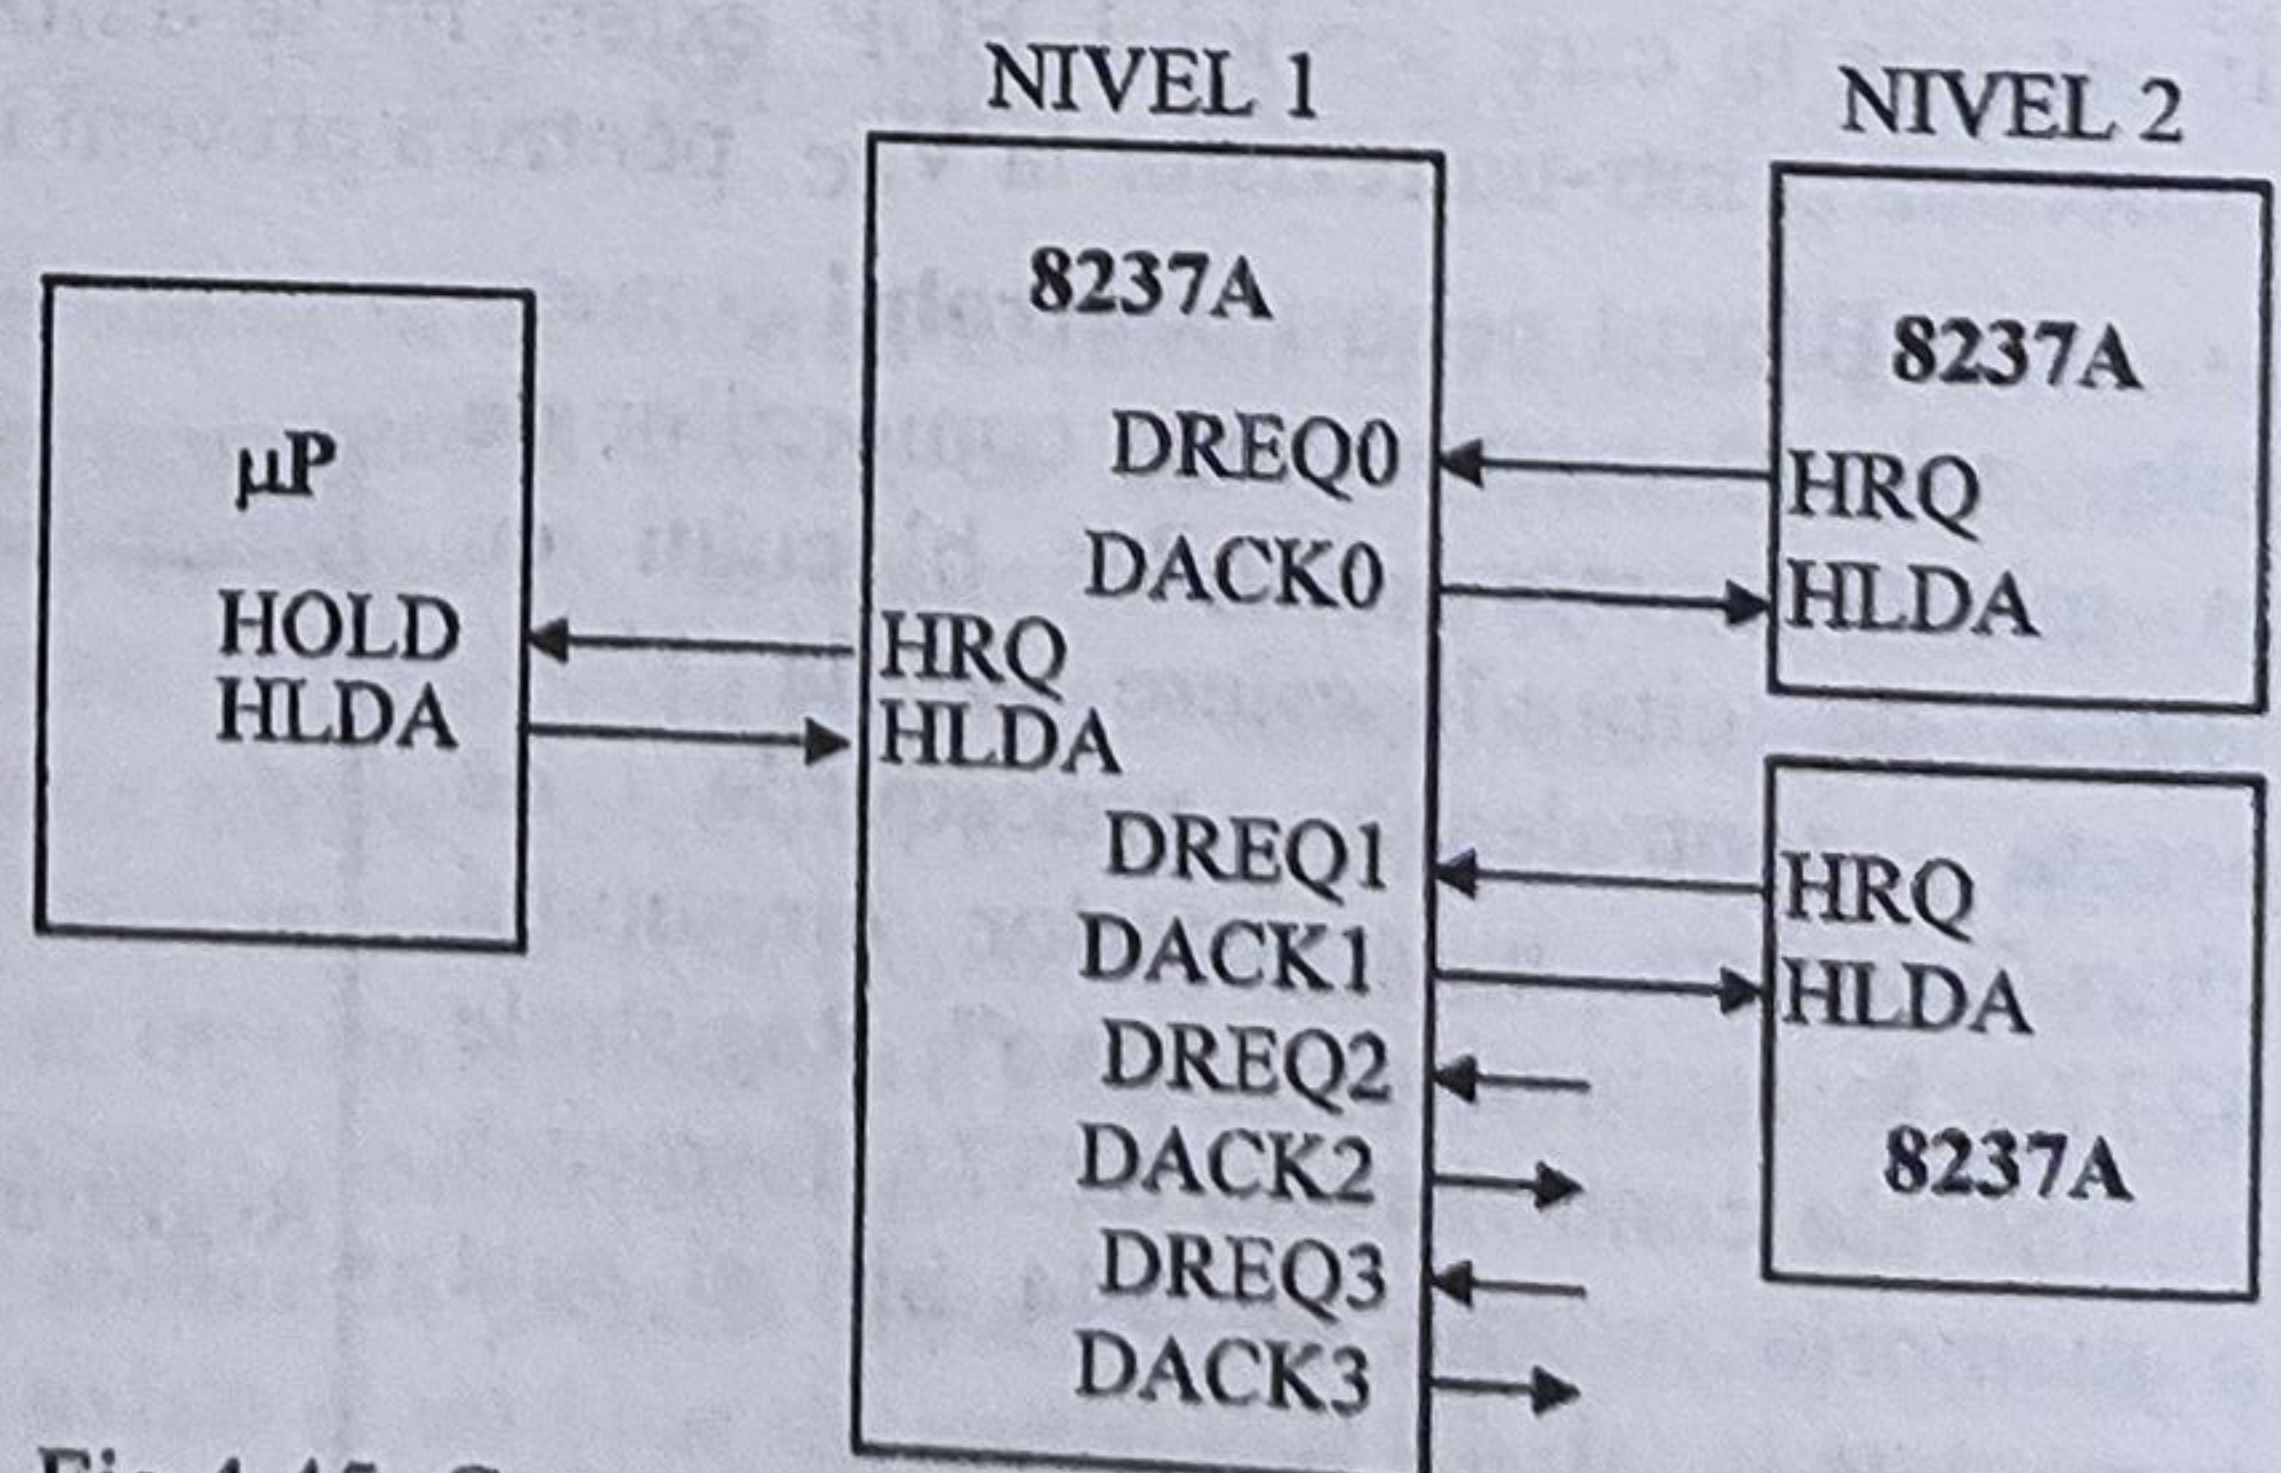 NIVEL 1
NIVEL 2
µP
HOLD
HLDA
8237A
DREQ0
DACK0
HRQ
HLDA
DREQ1
DACK1
DREQ2
DACK2
DREQ3
DACK3
8237A
HRQ
HLDA
HRQ
HLDA
8237A